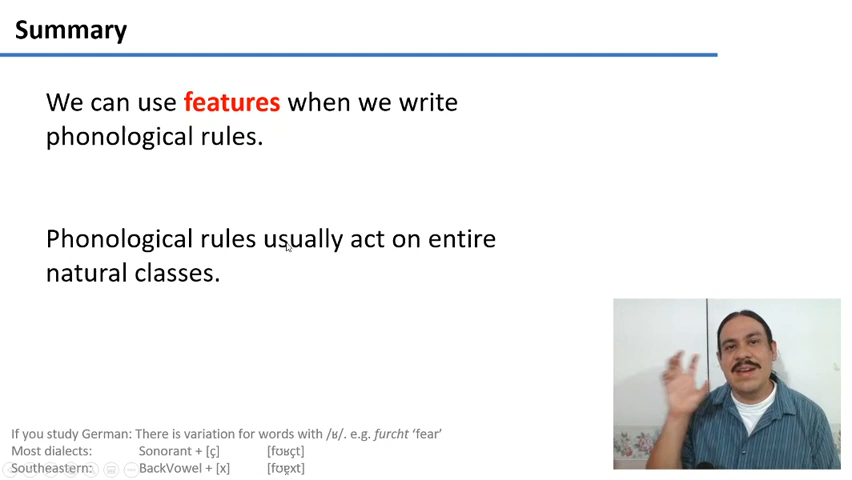 Summary
We can use features when we write
phonological rules.
Phonological rules usually act on entire
natural classes.
If you study German: There is variation for words with /ʁ/. e.g. furcht ‘fear’
Most dialects: Sonorant + [ç] [foʊʁçt]
Southeastern: BackVowel + [x] [foɐ̯xt]